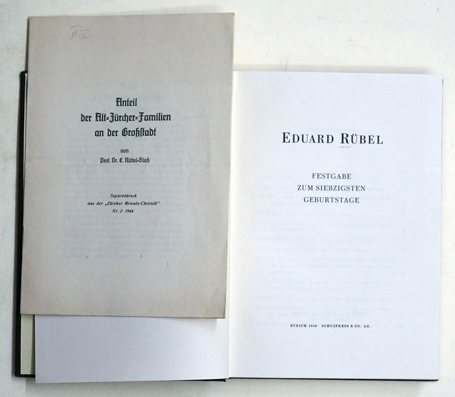 Anteil
der Alt-Zürcher-Familien
an der Großstadt
von
Prof. Dr. E. Rübel-Blaß
Separatdruck
aus der „Zürcher Monats-Chronik"
Nr. 2 1944
EDUARD RÜBEL
FESTGABE
ZUM SIEBZIGSTEN
GEBURTSTAGE
ZÜRICH 1946 SCHULTHESS & CO. AG.